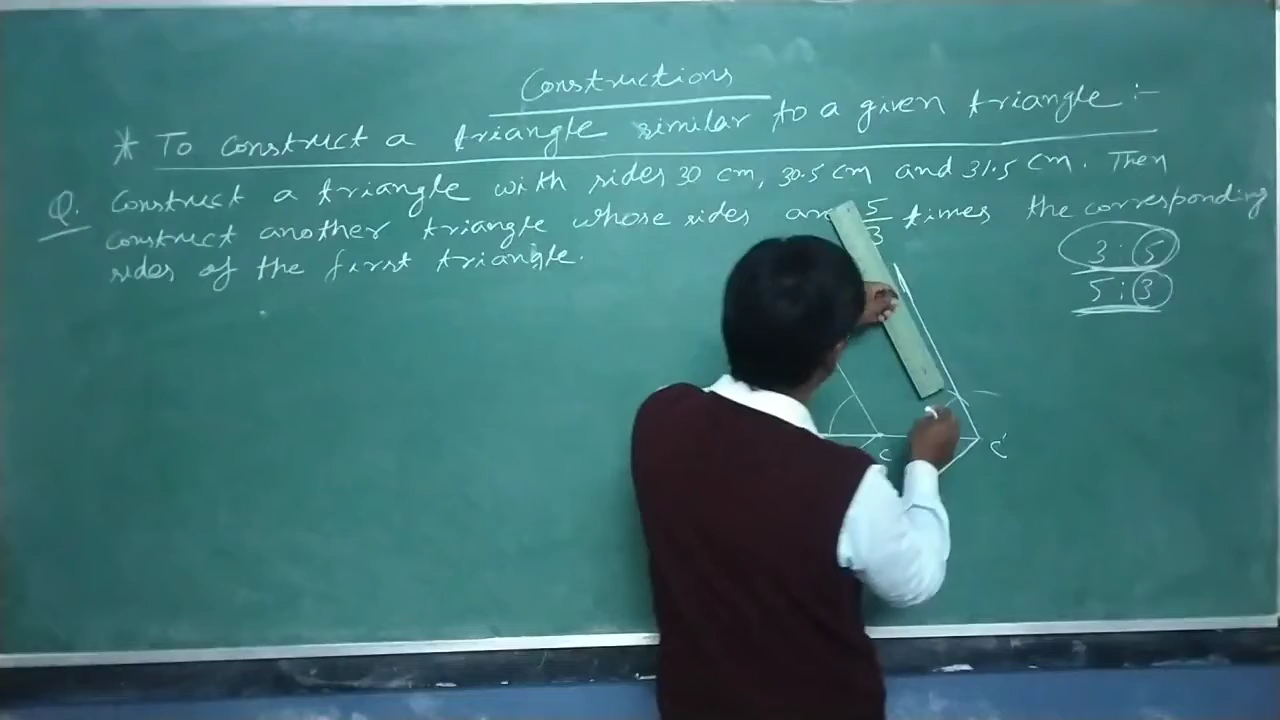 Constructions
* To construct a triangle similar to a given triangle :-
Q. Construct a triangle with sides 30 cm, 30.5 cm and 31.5 cm. Then
construct another triangle whose sides are 5/3 times the corresponding
sides of the first triangle.
3 : 5
5 : 3
C C'